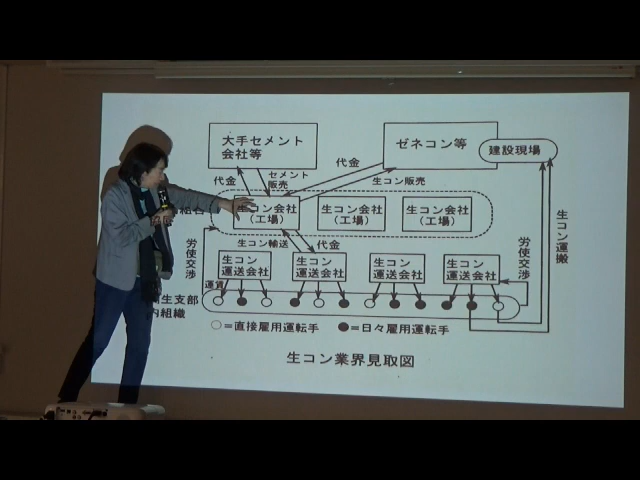 大手セメント
会社等
ゼネコン等
建設現場
代金
セメント
販売
代金
生コン販売
生コン会社
(工場)
生コン会社
(工場)
生コン会社
(工場)
労使交渉
生コン輸送
代金
労使交渉
生コン運搬
生コン
運送会社
生コン
運送会社
生コン
運送会社
生コン
運送会社
運賃
生支部
内組織
○=直接雇用運転手 ●=日々雇用運転手
生コン業界見取図